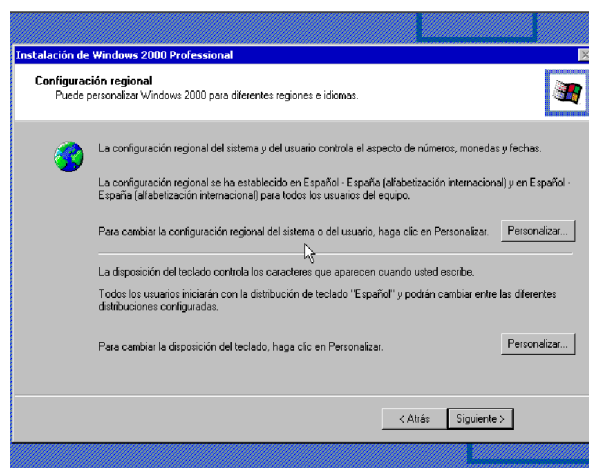 Instalación de Windows 2000 Professional
Configuración regional
Puede personalizar Windows 2000 para diferentes regiones e idiomas.
La configuración regional del sistema y del usuario controla el aspecto de números, monedas y fechas.
La configuración regional se ha establecido en Español - España (alfabetización internacional) y en Español -
España (alfabetización internacional) para todos los usuarios del equipo.
Para cambiar la configuración regional del sistema o del usuario, haga clic en Personalizar.
Personalizar...
La disposición del teclado controla los caracteres que aparecen cuando usted escribe.
Todos los usuarios iniciarán con la distribución de teclado "Español" y podrán cambiar entre las diferentes
distribuciones configuradas.
Para cambiar la disposición del teclado, haga clic en Personalizar.
Personalizar...
< Atrás
Siguiente >